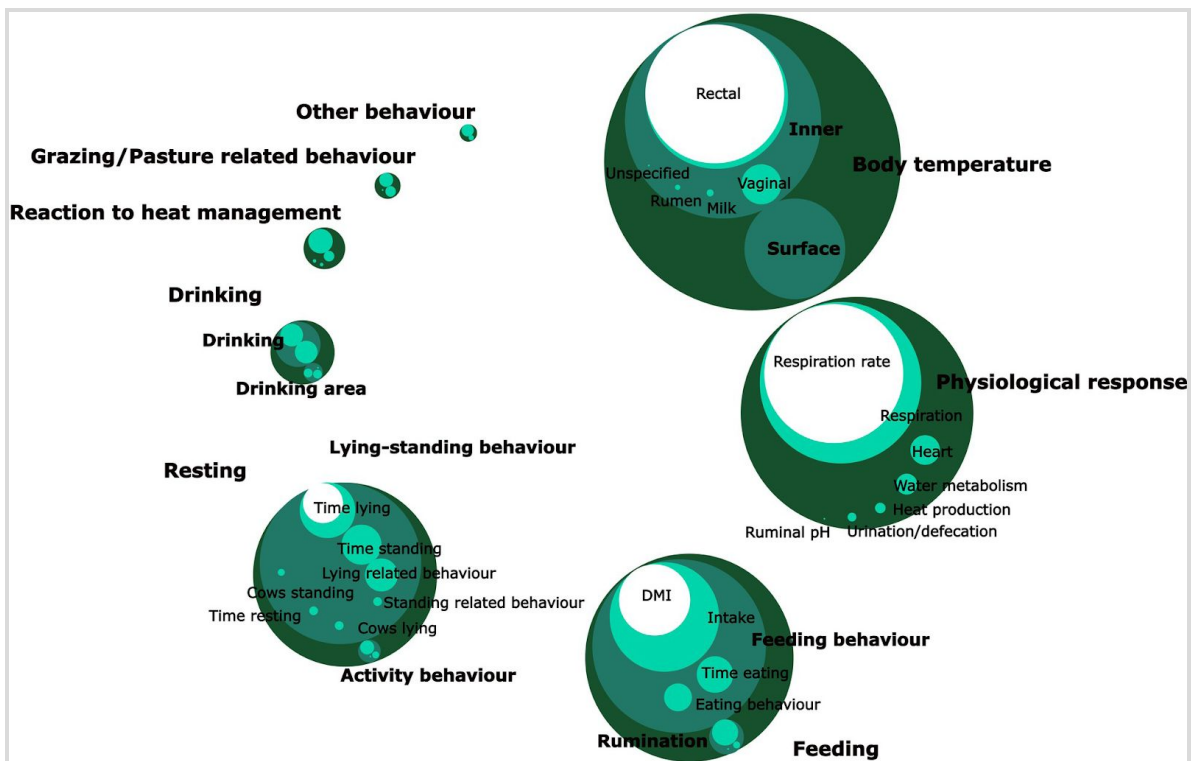 Other behaviour
Grazing/Pasture related behaviour
Reaction to heat management
Drinking
Drinking
Drinking area
Rectal
Inner
Body temperature
Unspecified
Vaginal
Rumen
Milk
Surface
Respiration rate
Physiological response
Respiration
Heart
Water metabolism
Heat production
Ruminal pH
Urination/defecation
Lying-standing behaviour
Resting
Time lying
Time standing
Lying related behaviour
Cows standing
Standing related behaviour
Time resting
Cows lying
Activity behaviour
DMI
Intake
Feeding behaviour
Time eating
Eating behaviour
Rumination
Feeding